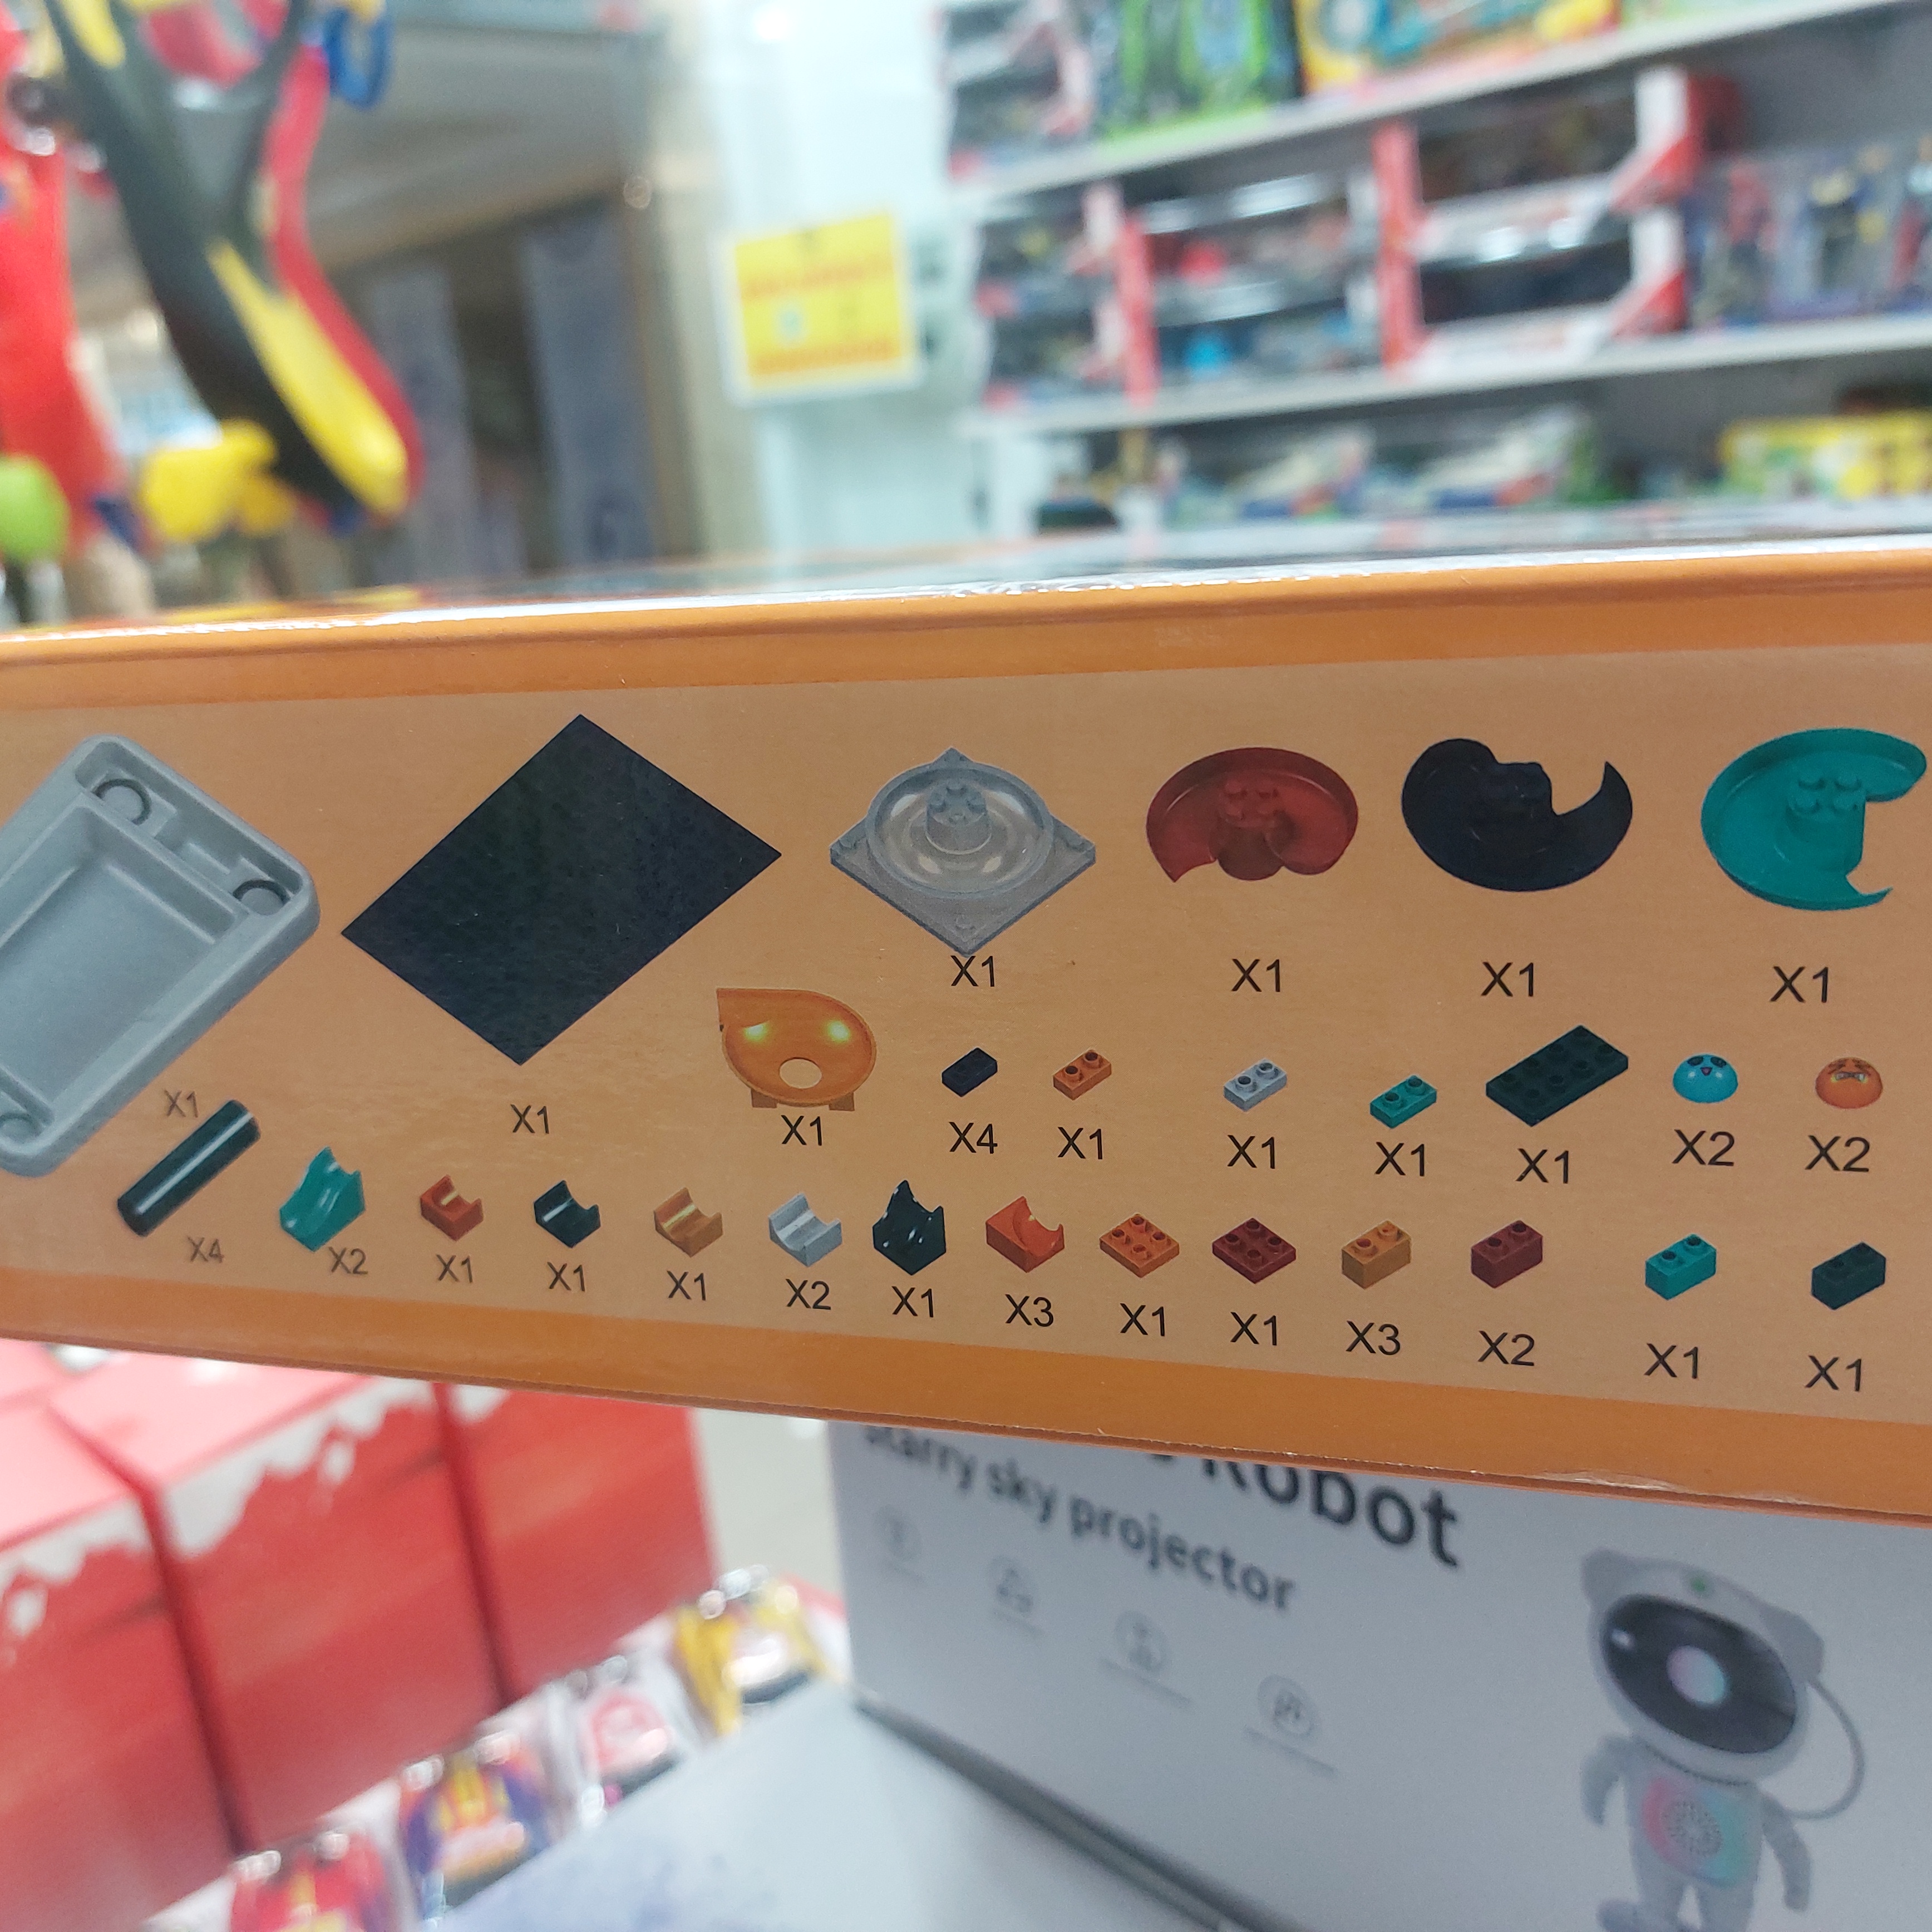 X1 X1 X1 X1
X1 X1 X1 X4 X1 X1 X1 X1 X2 X2
X4 X2 X1 X1 X1 X2 X1 X3 X1 X1 X3 X2 X1 X1
Robot
starry sky projector